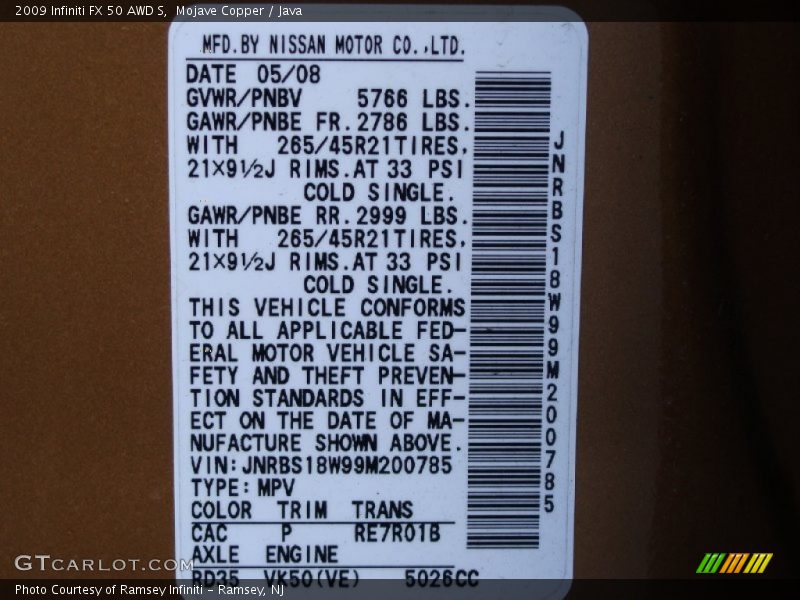 2009 Infiniti FX 50 AWD S, Mojave Copper / Java
MFD.BY NISSAN MOTOR CO.,LTD.
DATE 05/08
GVWR/PNBV 5766 LBS.
GAWR/PNBE FR.2786 LBS.
WITH 265/45R21TIRES,
21×9½J RIMS.AT 33 PSI
COLD SINGLE.
GAWR/PNBE RR.2999 LBS.
WITH 265/45R21TIRES,
21×9½J RIMS.AT 33 PSI
COLD SINGLE.
THIS VEHICLE CONFORMS
TO ALL APPLICABLE FED-
ERAL MOTOR VEHICLE SA-
FETY AND THEFT PREVEN-
TION STANDARDS IN EFF-
ECT ON THE DATE OF MA-
NUFACTURE SHOWN ABOVE.
VIN:JNRBS18W99M200785
TYPE:MPV
COLOR TRIM TRANS
CAC P RE7R01B
AXLE ENGINE
RD35 VK50(VE) 5026CC
JNRBS18W99M200785
GTCARLOT.COM
Photo Courtesy of Ramsey Infiniti - Ramsey, NJ